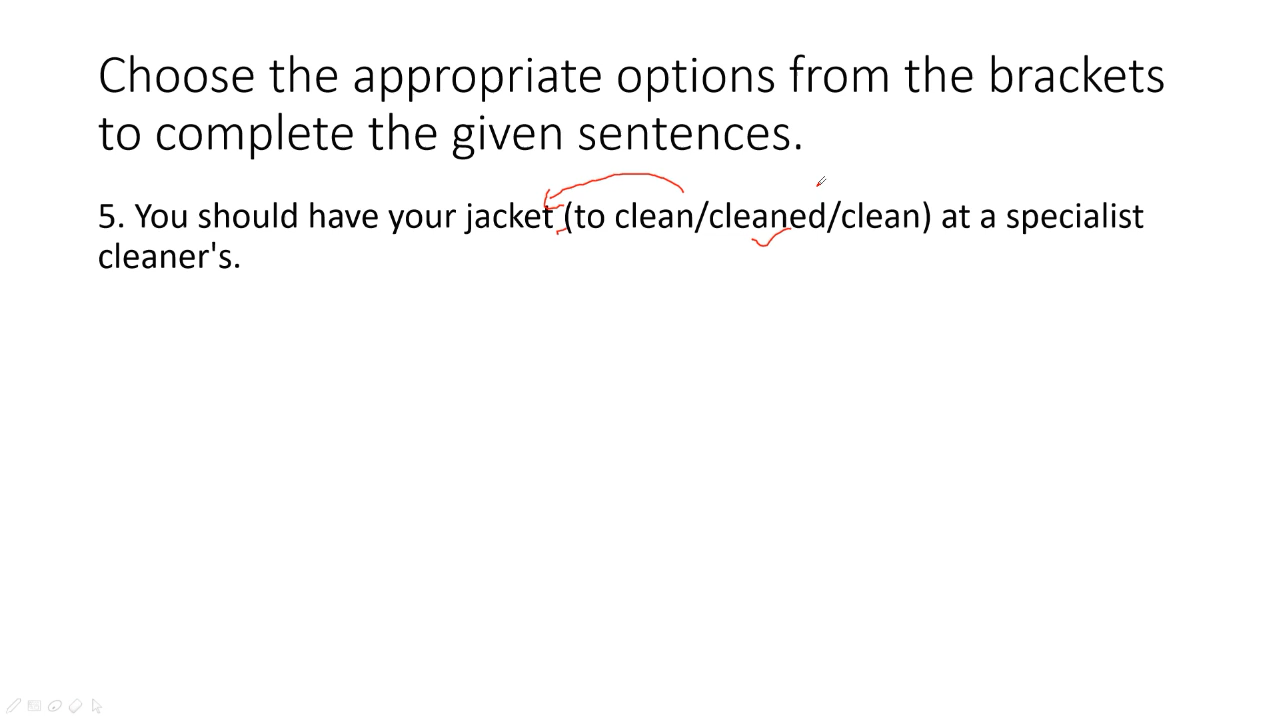 Choose the appropriate options from the brackets
to complete the given sentences.
5. You should have your jacket (to clean/cleaned/clean) at a specialist
cleaner's.